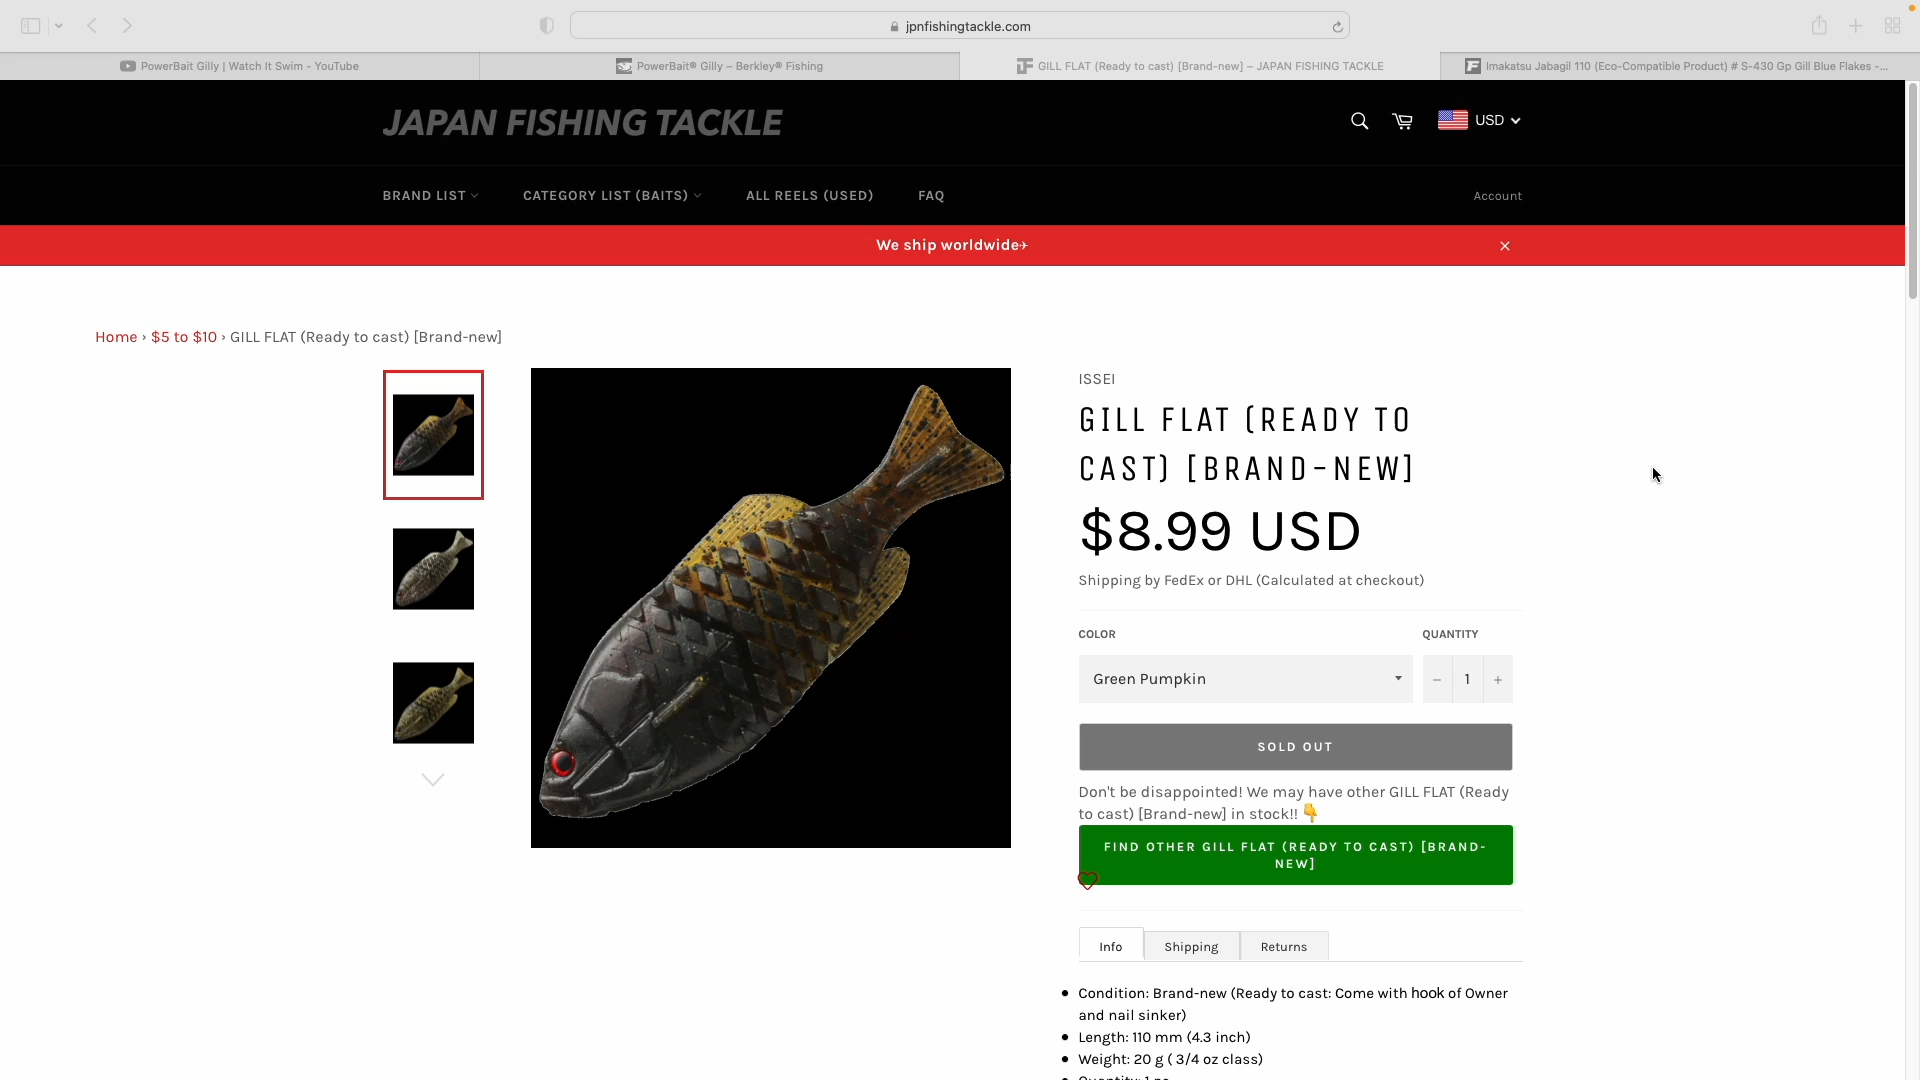 jpnfishingtackle.com
PowerBait Gilly | Watch It Swim - YouTube
PowerBait® Gilly – Berkley® Fishing
GILL FLAT (Ready to cast) [Brand-new] – JAPAN FISHING TACKLE
Imakatsu Jabagil 110 (Eco-Compatible Product) # S-430 Gp Gill Blue Flakes -...
JAPAN FISHING TACKLE
USD
BRAND LIST
CATEGORY LIST (BAITS)
ALL REELS (USED)
FAQ
Account
We ship worldwide✈
Home › $5 to $10 › GILL FLAT (Ready to cast) [Brand-new]
ISSEI
GILL FLAT (READY TO
CAST) [BRAND-NEW]
$8.99 USD
Shipping by FedEx or DHL (Calculated at checkout)
COLOR
QUANTITY
Green Pumpkin
− 1 +
SOLD OUT
Don't be disappointed! We may have other GILL FLAT (Ready
to cast) [Brand-new] in stock!! 👇
FIND OTHER GILL FLAT (READY TO CAST) [BRAND-
NEW]
Info
Shipping
Returns
Condition: Brand-new (Ready to cast: Come with hook of Owner
and nail sinker)
Length: 110 mm (4.3 inch)
Weight: 20 g ( 3/4 oz class)